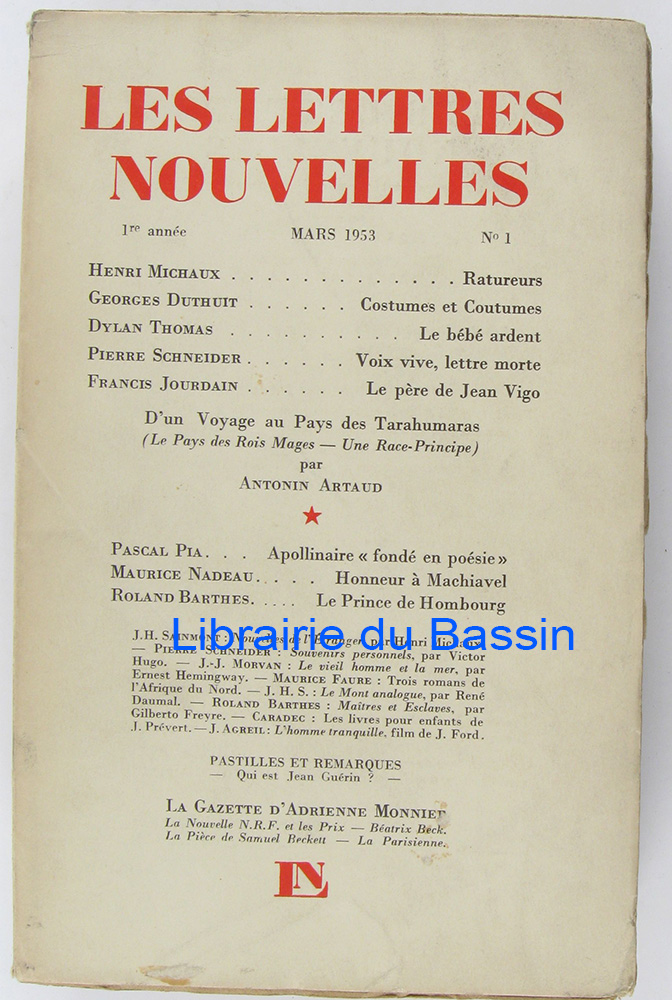 LES LETTRES
NOUVELLES
1re année MARS 1953 No 1
HENRI MICHAUX . . . . . . . . . . . . . Ratureurs
GEORGES DUTHUIT . . . . . . Costumes et Coutumes
DYLAN THOMAS . . . . . . . . . . Le bébé ardent
PIERRE SCHNEIDER . . . . . . Voix vive, lettre morte
FRANCIS JOURDAIN . . . . . . Le père de Jean Vigo
D'un Voyage au Pays des Tarahumaras
(Le Pays des Rois Mages — Une Race-Principe)
par
ANTONIN ARTAUD
★
PASCAL PIA. . . Apollinaire « fondé en poésie »
MAURICE NADEAU. . . . Honneur à Machiavel
ROLAND BARTHES. . . . . Le Prince de Hombourg
Librairie du Bassin
J.H. SAINMONT : Nouvelles de l'Étranger, par Henri Michaux.
— PIERRE SCHNEIDER : Souvenirs personnels, par Victor
Hugo. — J.-J. MORVAN : Le vieil homme et la mer, par
Ernest Hemingway. — MAURICE FAURE : Trois romans de
l'Afrique du Nord. — J. H. S. : Le Mont analogue, par René
Daumal. — ROLAND BARTHES : Maîtres et Esclaves, par
Gilberto Freyre. — CARADEC : Les livres pour enfants de
J. Prévert. — J. AGREIL : L'homme tranquille, film de J. Ford.
PASTILLES ET REMARQUES
— Qui est Jean Guérin ? —
LA GAZETTE D'ADRIENNE MONNIER
La Nouvelle N.R.F. et les Prix — Béatrix Beck.
La Pièce de Samuel Beckett — La Parisienne.
LN